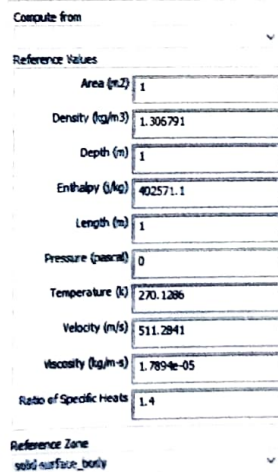 Compute from
Reference Values
Area (m2) 1
Density (kg/m3) 1.306791
Depth (m) 1
Enthalpy (j/kg) 402571.1
Length (m) 1
Pressure (pascal) 0
Temperature (k) 270.1286
Velocity (m/s) 511.2841
Viscosity (kg/m-s) 1.7894e-05
Ratio of Specific Heats 1.4
Reference Zone
solid-surface_body